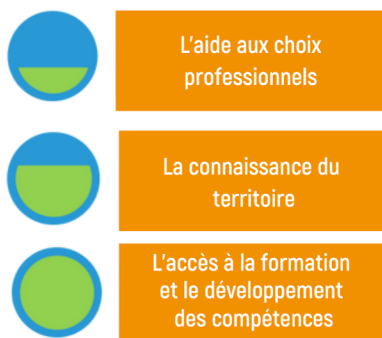 L'aide aux choix
professionnels
La connaissance du
territoire
L'accès à la formation
et le développement
des compétences